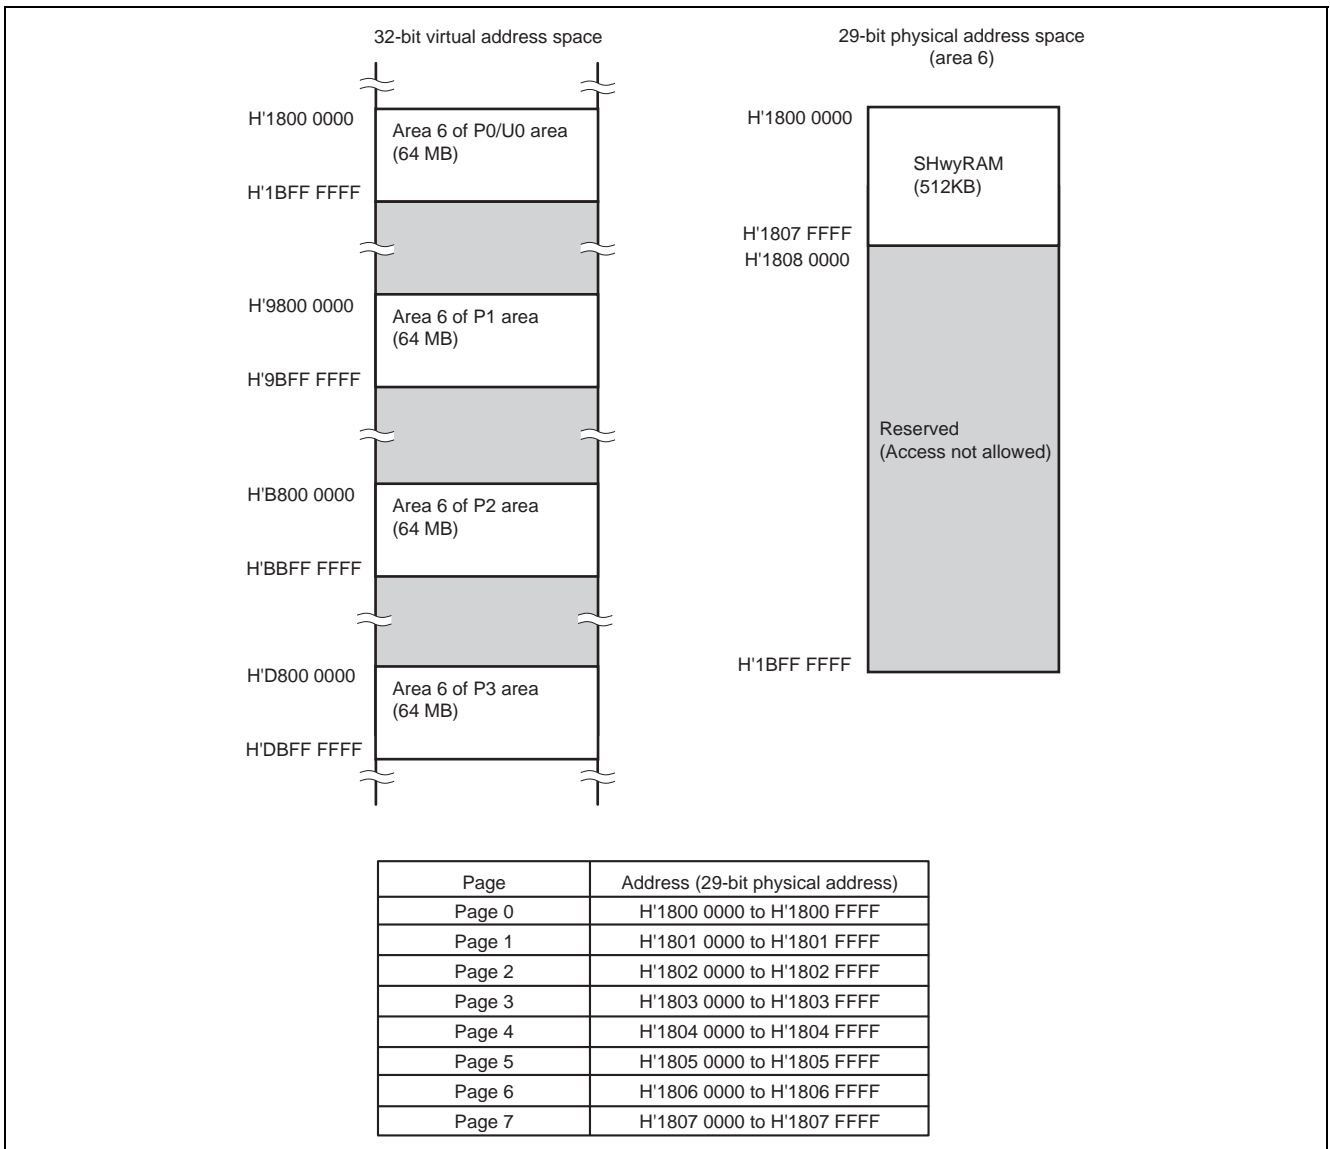 32-bit virtual address space
H'1800 0000
Area 6 of P0/U0 area
(64 MB)
H'1BFF FFFF
H'9800 0000
Area 6 of P1 area
(64 MB)
H'9BFF FFFF
H'B800 0000
Area 6 of P2 area
(64 MB)
H'BBFF FFFF
H'D800 0000
Area 6 of P3 area
(64 MB)
H'DBFF FFFF
29-bit physical address space
(area 6)
H'1800 0000
SHwyRAM
(512KB)
H'1807 FFFF
H'1808 0000
Reserved
(Access not allowed)
H'1BFF FFFF
Page Address (29-bit physical address)
Page 0 H'1800 0000 to H'1800 FFFF
Page 1 H'1801 0000 to H'1801 FFFF
Page 2 H'1802 0000 to H'1802 FFFF
Page 3 H'1803 0000 to H'1803 FFFF
Page 4 H'1804 0000 to H'1804 FFFF
Page 5 H'1805 0000 to H'1805 FFFF
Page 6 H'1806 0000 to H'1806 FFFF
Page 7 H'1807 0000 to H'1807 FFFF